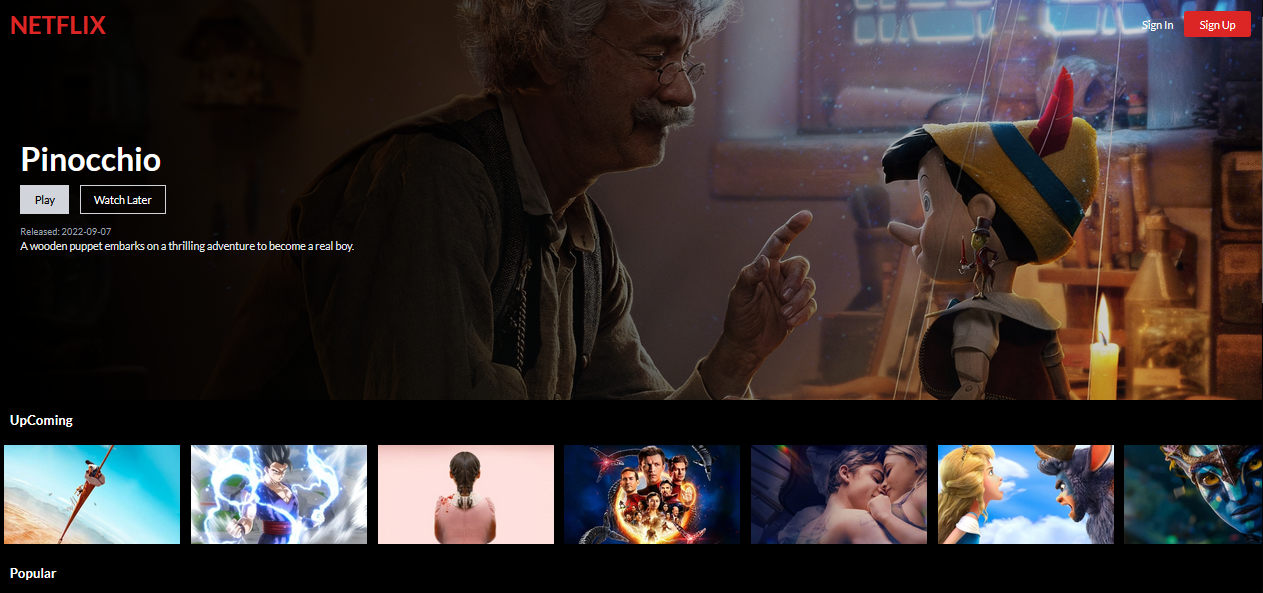 NETFLIX
Sign In
Sign Up
Pinocchio
Play
Watch Later
Released: 2022-09-07
A wooden puppet embarks on a thrilling adventure to become a real boy.
UpComing
Popular